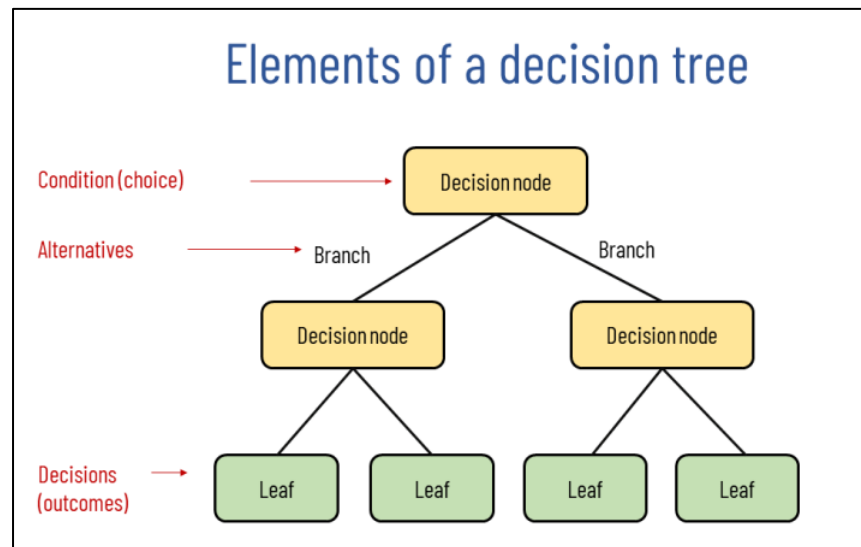 Elements of a decision tree
Condition (choice)
Decision node
Alternatives
Branch
Branch
Decision node
Decision node
Decisions
(outcomes)
Leaf
Leaf
Leaf
Leaf